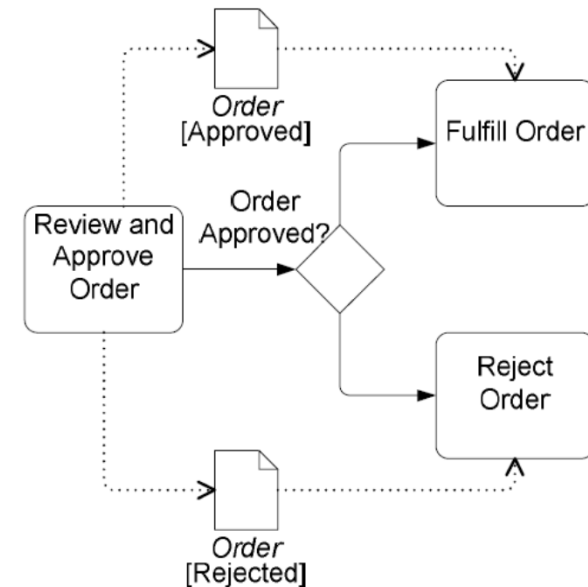 Order
[Approved]
Fulfill Order
Order
Approved?
Review and
Approve
Order
Reject
Order
Order
[Rejected]